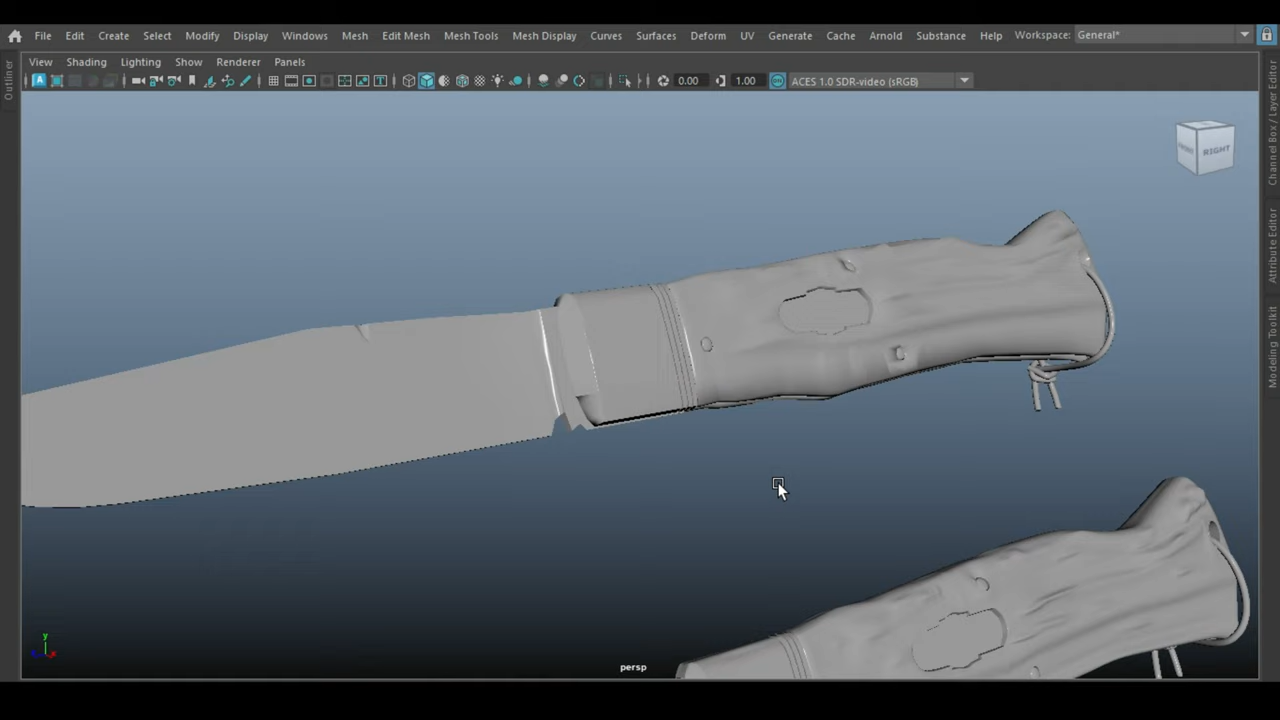 File Edit Create Select Modify Display Windows Mesh Edit Mesh Mesh Tools Mesh Display Curves Surfaces Deform UV Generate Cache Arnold Substance Help Workspace: General*
View Shading Lighting Show Renderer Panels
0.00 1.00 ACES 1.0 SDR-video (sRGB)
Outliner
Channel Box / Layer Editor
Attribute Editor
Modeling Toolkit
RIGHT
y
persp